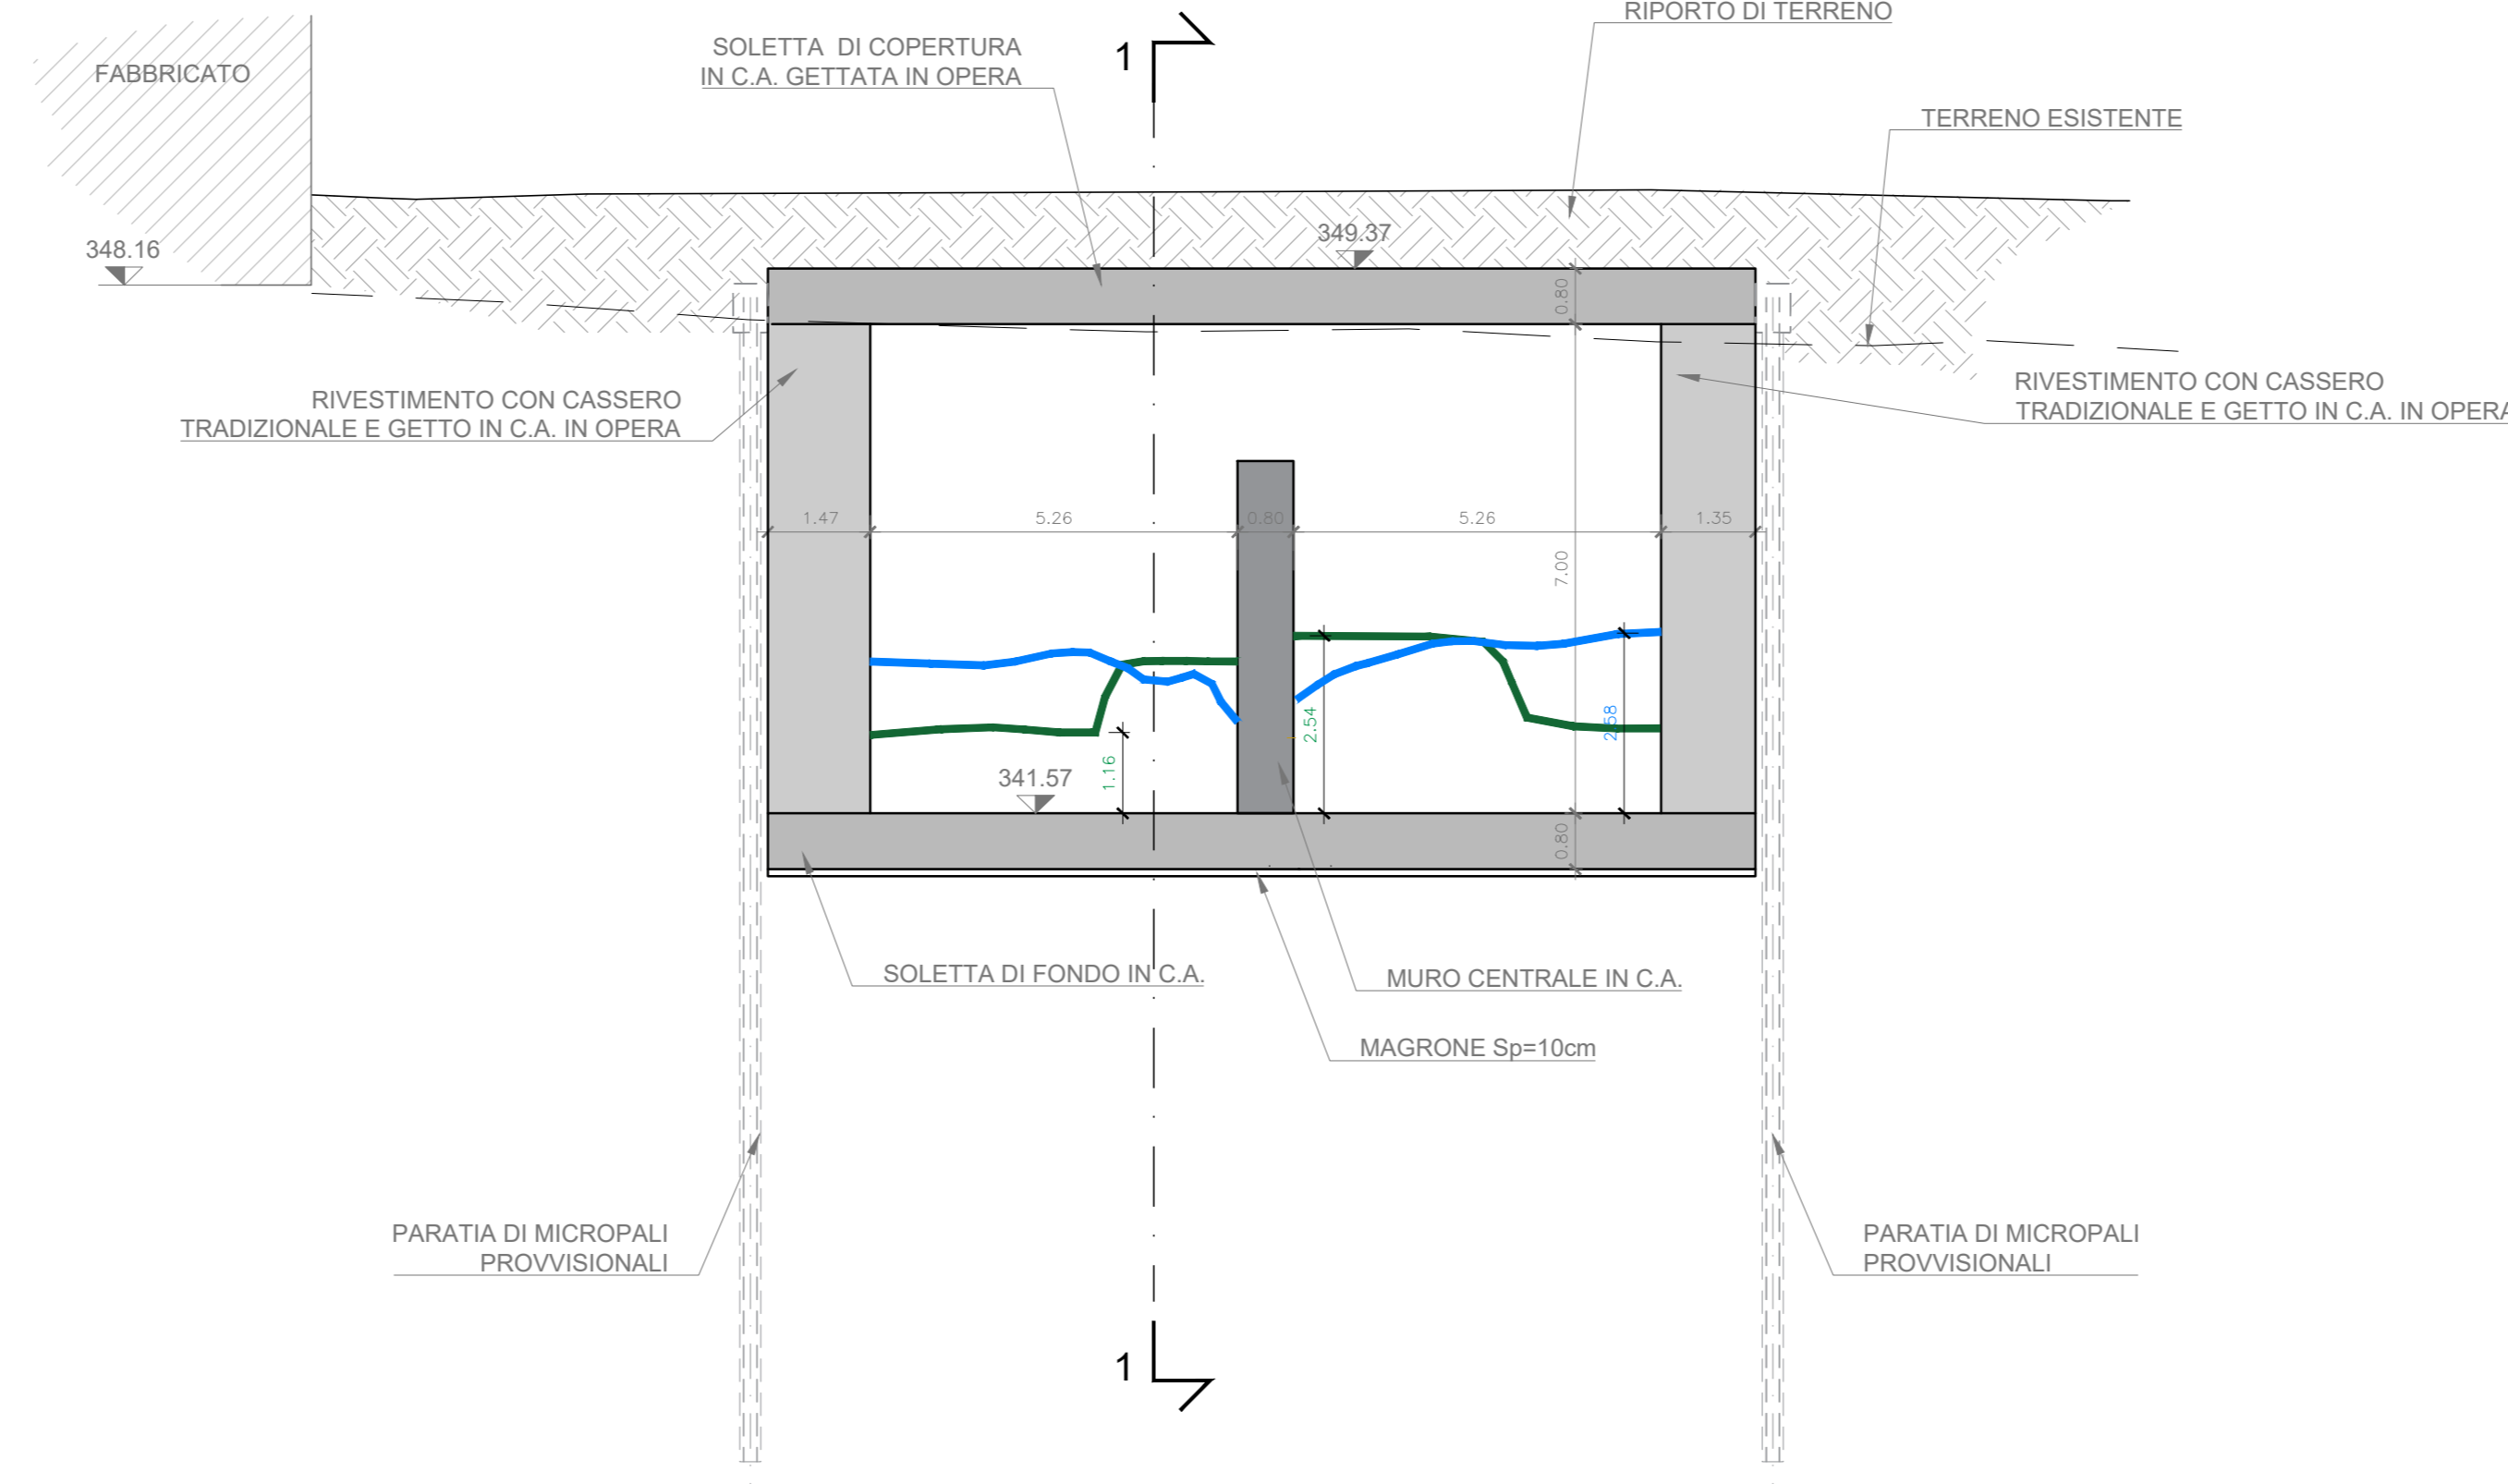 RIPORTO DI TERRENO
SOLETTA DI COPERTURA
IN C.A. GETTATA IN OPERA
1
FABBRICATO
TERRENO ESISTENTE
348.16
349.37
0.80
RIVESTIMENTO CON CASSERO
TRADIZIONALE E GETTO IN C.A. IN OPERA
RIVESTIMENTO CON CASSERO
TRADIZIONALE E GETTO IN C.A. IN OPERA
1.47
5.26
0.80
5.26
1.35
7.00
2.54
2.58
1.16
341.57
0.80
SOLETTA DI FONDO IN C.A.
MURO CENTRALE IN C.A.
MAGRONE Sp=10cm
PARATIA DI MICROPALI
PROVVISIONALI
PARATIA DI MICROPALI
PROVVISIONALI
1